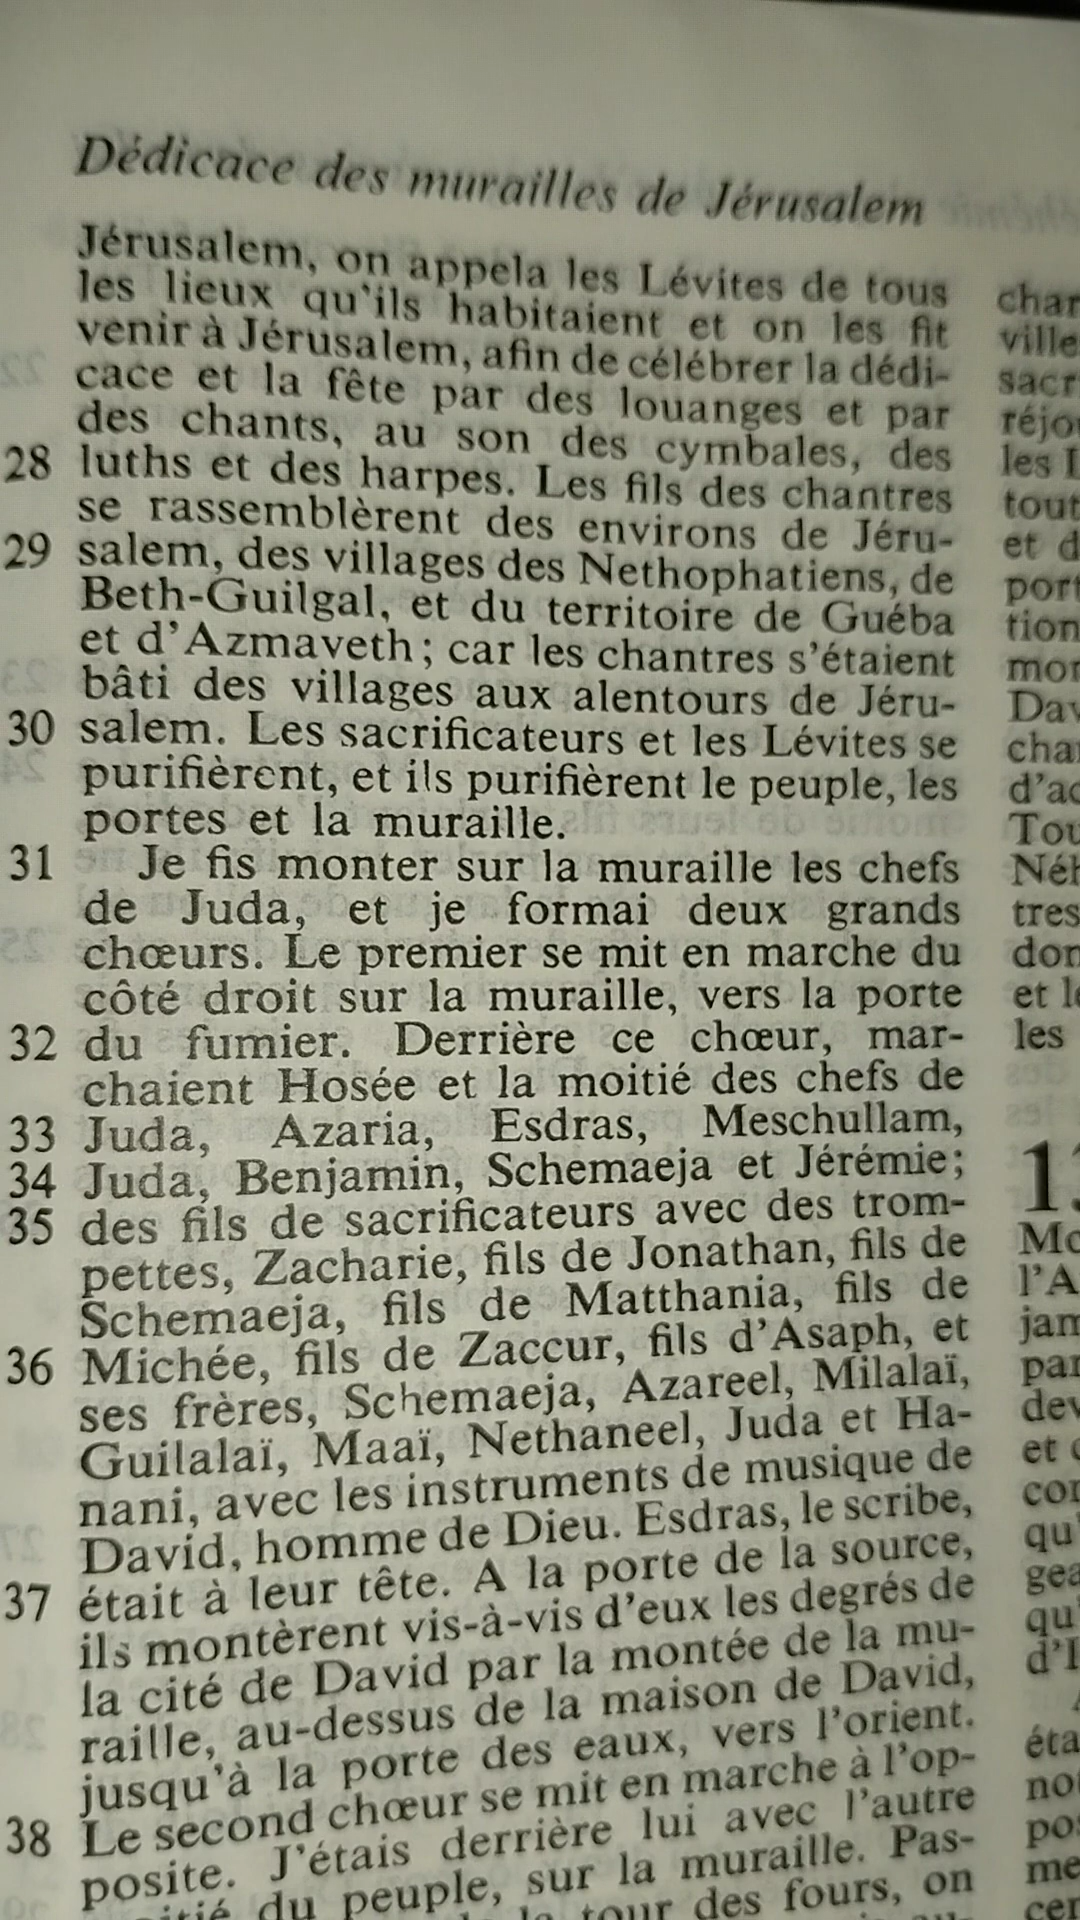 Dédicace des murailles de Jérusalem
Jérusalem, on appela les Lévites de tous
les lieux qu'ils habitaient et on les fit
venir à Jérusalem, afin de célébrer la dédi-
cace et la fête par des louanges et par
des chants, au son des cymbales, des
28 luths et des harpes. Les fils des chantres
se rassemblèrent des environs de Jéru-
29 salem, des villages des Nethophatiens, de
Beth-Guilgal, et du territoire de Guéba
et d'Azmaveth; car les chantres s'étaient
bâti des villages aux alentours de Jéru-
30 salem. Les sacrificateurs et les Lévites se
purifièrent, et ils purifièrent le peuple, les
portes et la muraille.
31 Je fis monter sur la muraille les chefs
de Juda, et je formai deux grands
chœurs. Le premier se mit en marche du
côté droit sur la muraille, vers la porte
32 du fumier. Derrière ce chœur, mar-
chaient Hosée et la moitié des chefs de
33 Juda, Azaria, Esdras, Meschullam,
34 Juda, Benjamin, Schemaeja et Jérémie;
35 des fils de sacrificateurs avec des trom-
pettes, Zacharie, fils de Jonathan, fils de
Schemaeja, fils de Matthania, fils de
36 Michée, fils de Zaccur, fils d'Asaph, et
ses frères, Schemaeja, Azareel, Milalaï,
Guilalaï, Maaï, Nethaneel, Juda et Ha-
nani, avec les instruments de musique de
David, homme de Dieu. Esdras, le scribe,
37 était à leur tête. A la porte de la source,
ils montèrent vis-à-vis d'eux les degrés de
la cité de David par la montée de la mu-
raille, au-dessus de la maison de David,
jusqu'à la porte des eaux, vers l'orient.
38 Le second chœur se mit en marche à l'op-
posite. J'étais derrière lui avec l'autre
du peuple, sur la muraille. Pas-
tour des fours, on
les
et